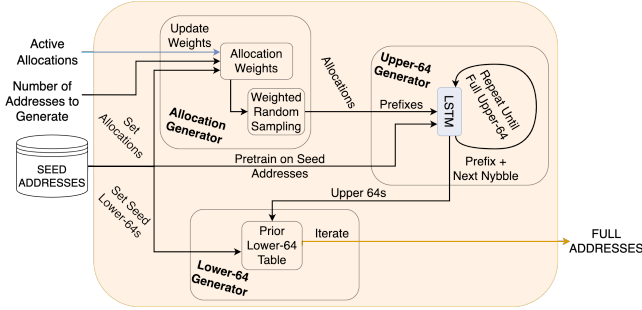 Active
Allocations
Number of
Addresses to
Generate
SEED
ADDRESSES
Update
Weights
Allocation
Weights
Weighted
Random
Sampling
Allocation
Generator
Set
Allocations
Set Seed
Lower-64s
Allocations
Prefixes
Pretrain on Seed
Addresses
Upper-64
Generator
LSTM
Repeat Until
Full Upper-64
Prefix +
Next Nybble
Upper 64s
Prior
Lower-64
Table
Iterate
Lower-64
Generator
FULL
ADDRESSES